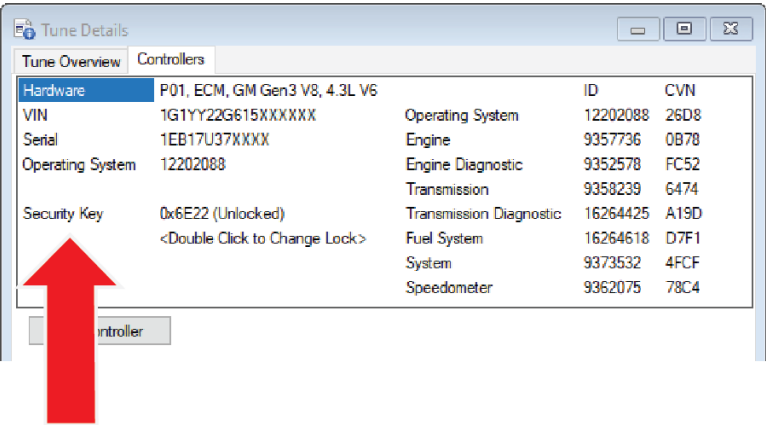 Tune Details
Tune Overview Controllers
Hardware P01, ECM, GM Gen3 V8, 4.3L V6 ID CVN
VIN 1G1YY22G615XXXXXX Operating System 12202088 26D8
Serial 1EB17U37XXXX Engine 9357736 0B78
Operating System 12202088 Engine Diagnostic 9352578 FC52
Transmission 9358239 6474
Security Key 0x6E22 (Unlocked) Transmission Diagnostic 16264425 A19D
<Double Click to Change Lock> Fuel System 16264618 D7F1
System 9373532 4FCF
Speedometer 9362075 78C4